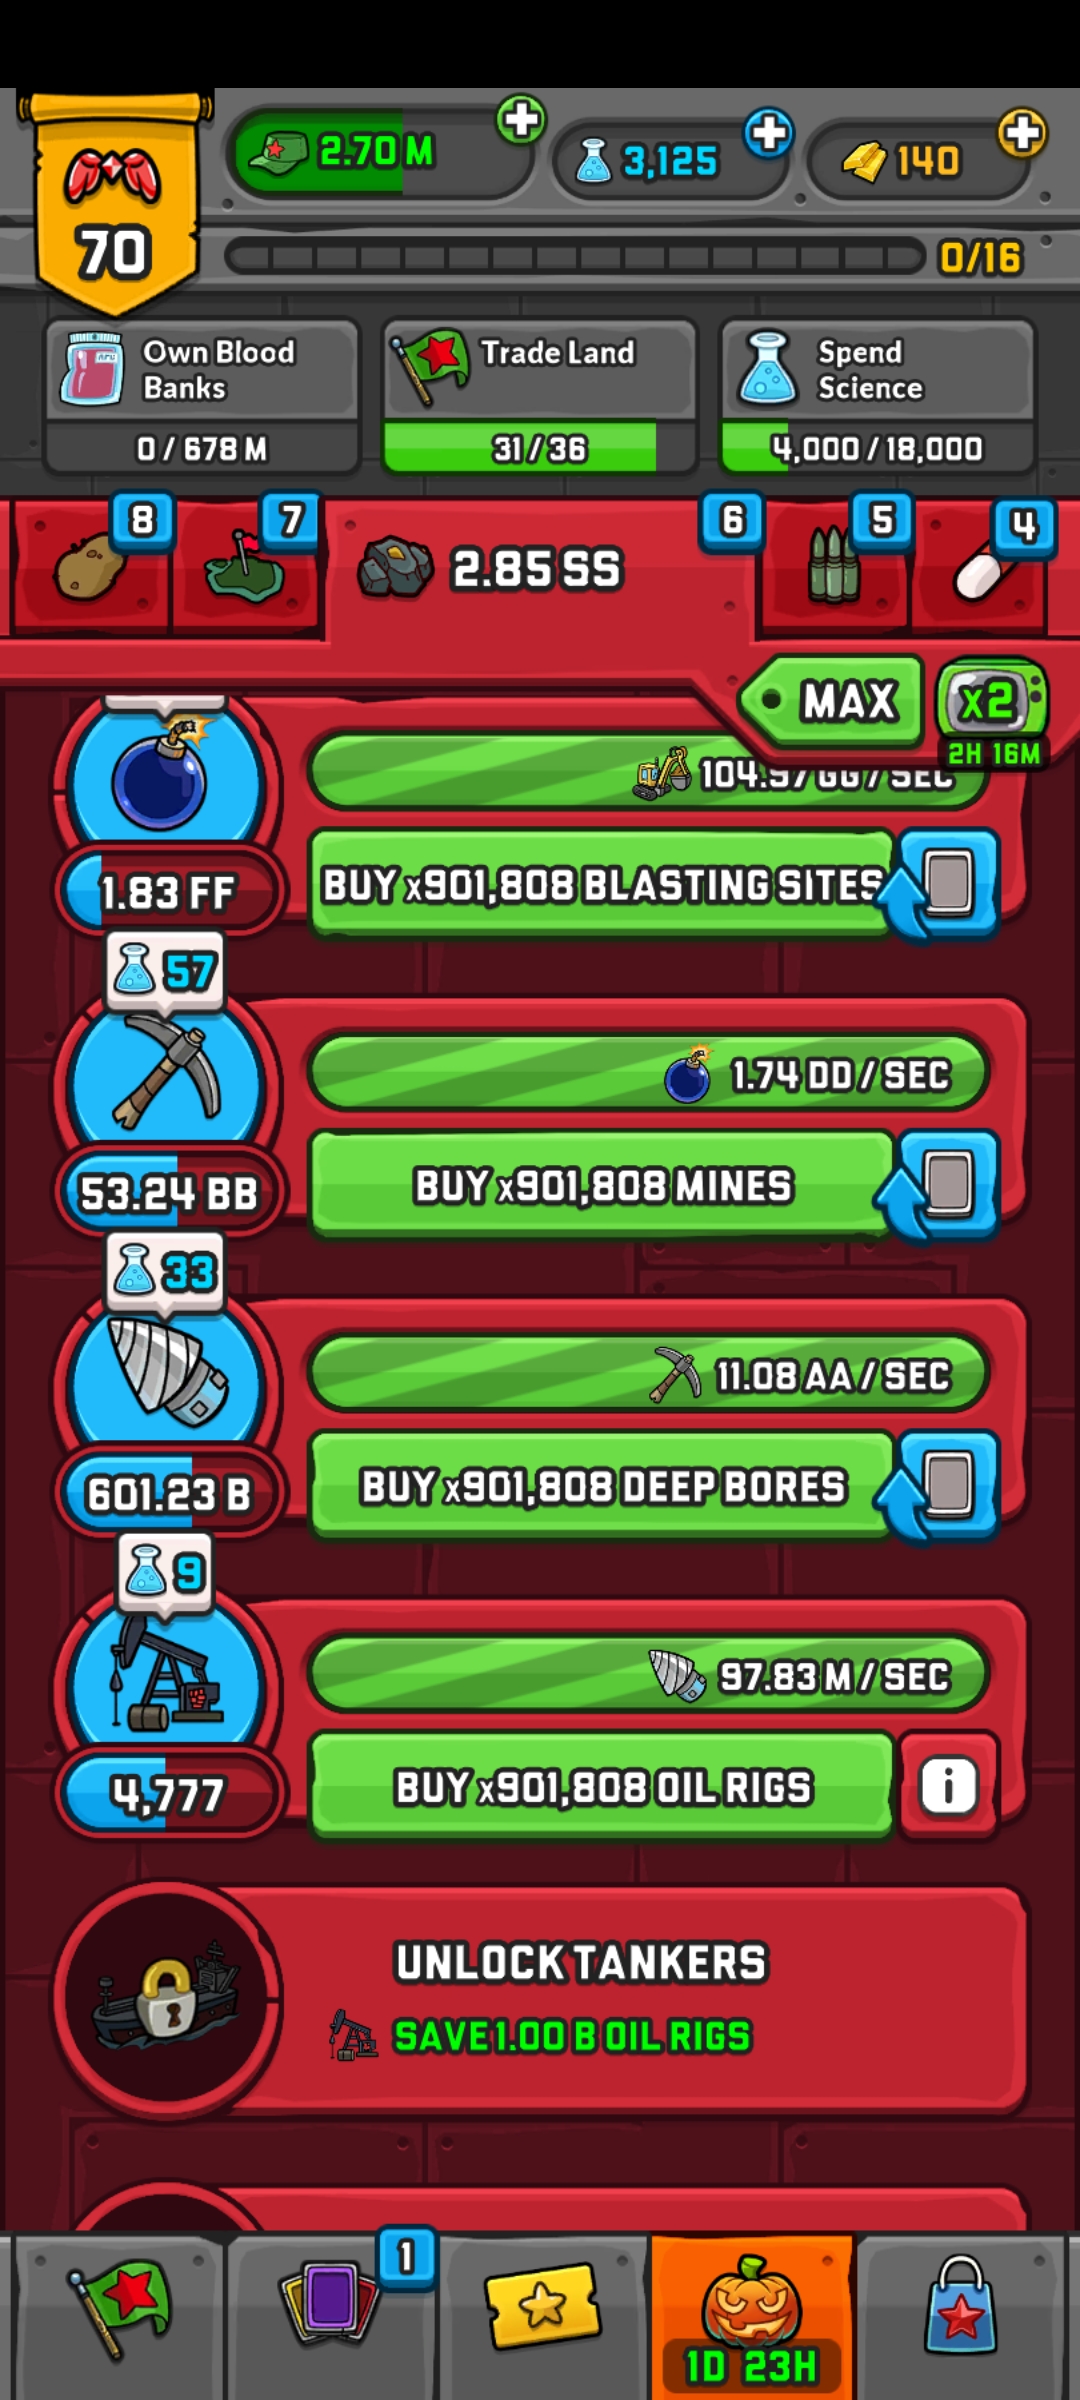 70
2.70 M
3,125
140
0/16
Own Blood Banks
0 / 678 M
Trade Land
31 / 36
Spend Science
4,000 / 18,000
8
7
2.85 SS
6
5
4
MAX
x2
2H 16M
104.97 GG / SEC
1.83 FF
BUY x901,808 BLASTING SITES
57
1.74 DD / SEC
53.24 BB
BUY x901,808 MINES
33
11.08 AA / SEC
601.23 B
BUY x901,808 DEEP BORES
9
97.83 M / SEC
4,777
BUY x901,808 OIL RIGS
i
UNLOCK TANKERS
SAVE 1.00 B OIL RIGS
1
1D 23H